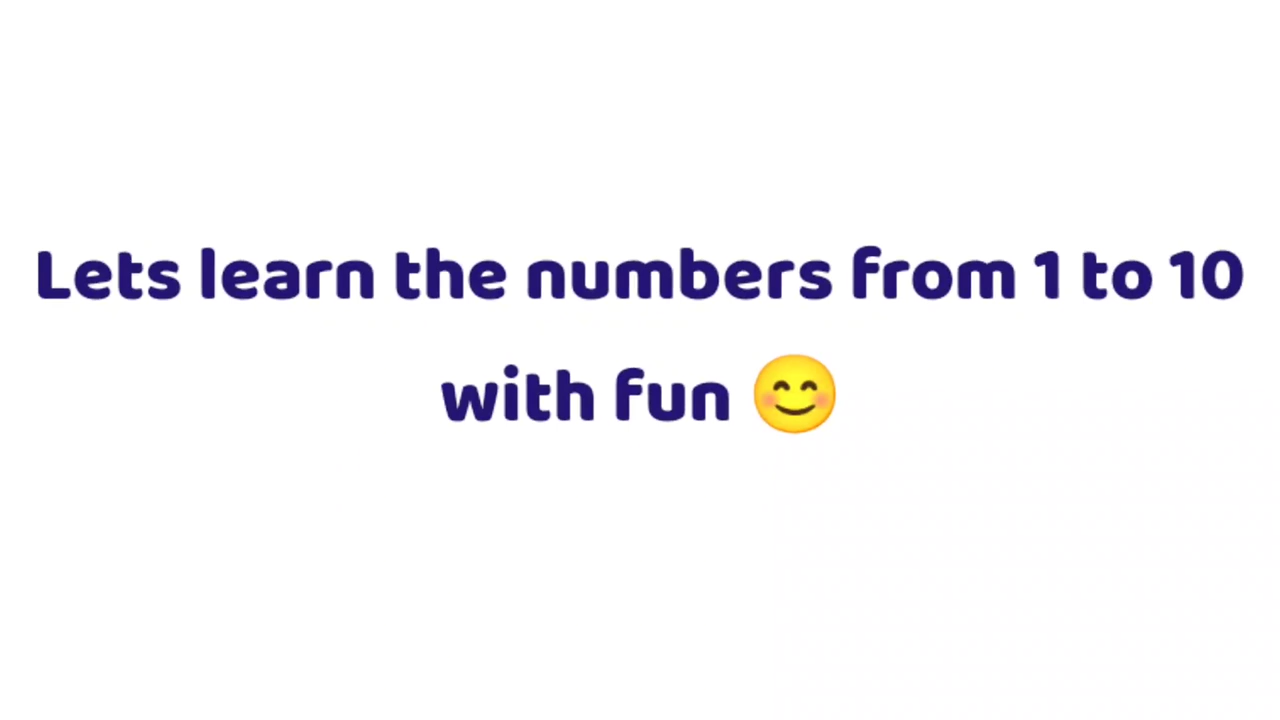 Lets learn the numbers from 1 to 10
with fun 😊